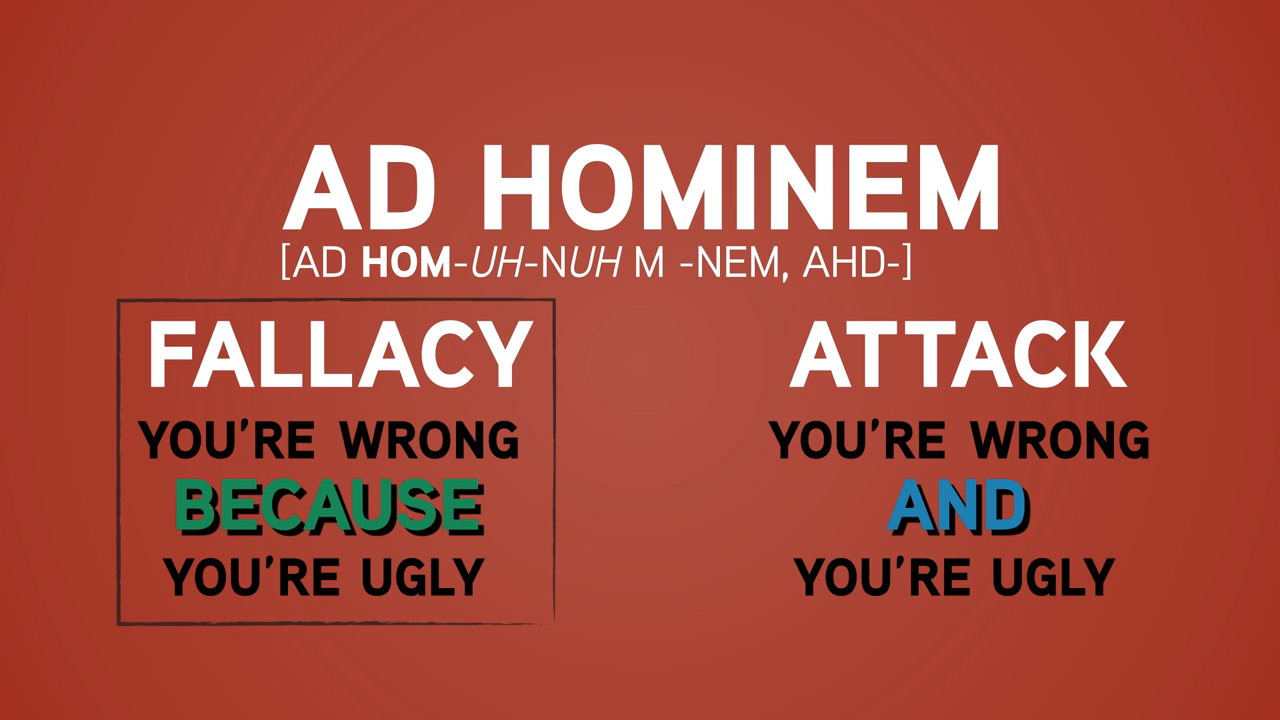 AD HOMINEM
[AD HOM-UH-NUH M -NEM, AHD-]
FALLACY
YOU'RE WRONG
BECAUSE
YOU'RE UGLY
ATTACK
YOU'RE WRONG
AND
YOU'RE UGLY